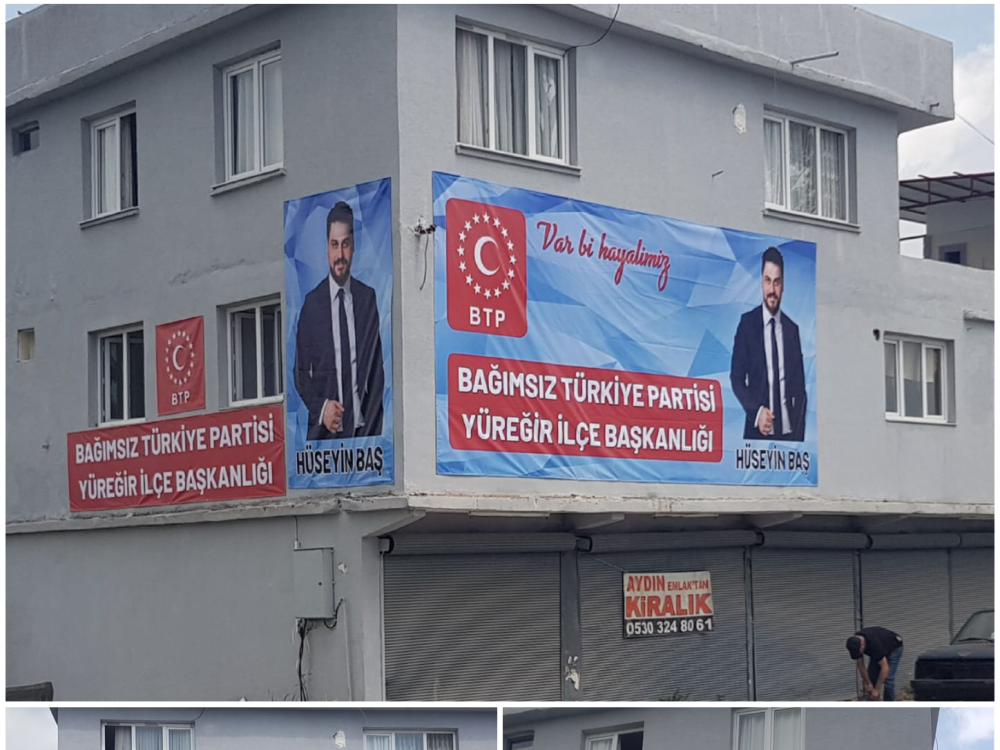 BTP
BAĞIMSIZ TÜRKİYE PARTİSİ
YÜREĞİR İLÇE BAŞKANLIĞI
HÜSEYİN BAŞ
BTP
Var bi hayalimiz
BAĞIMSIZ TÜRKİYE PARTİSİ
YÜREĞİR İLÇE BAŞKANLIĞI
HÜSEYİN BAŞ
AYDIN EMLAK'TAN
KİRALIK
0530 324 80 61